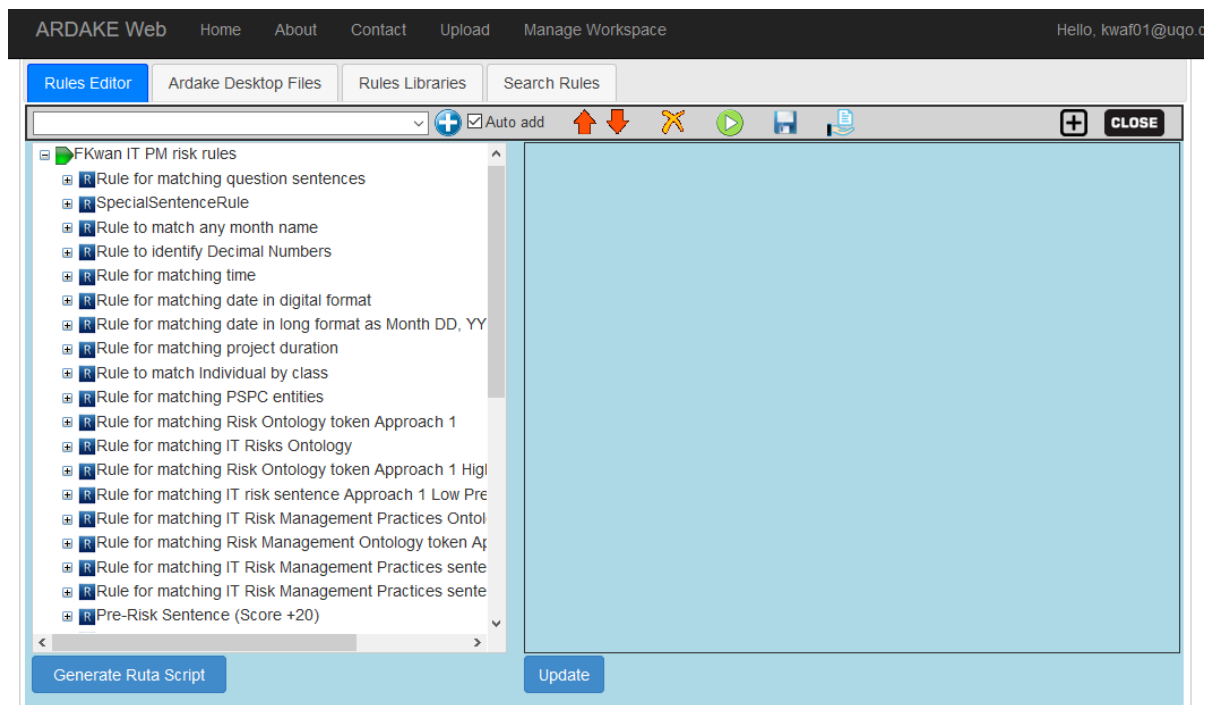 ARDAKE Web Home About Contact Upload Manage Workspace Hello, kwaf01@uqo.c
Rules Editor Ardake Desktop Files Rules Libraries Search Rules
Auto add CLOSE
FKwan IT PM risk rules
R Rule for matching question sentences
R SpecialSentenceRule
R Rule to match any month name
R Rule to identify Decimal Numbers
R Rule for matching time
R Rule for matching date in digital format
R Rule for matching date in long format as Month DD, YY
R Rule for matching project duration
R Rule to match Individual by class
R Rule for matching PSPC entities
R Rule for matching Risk Ontology token Approach 1
R Rule for matching IT Risks Ontology
R Rule for matching Risk Ontology token Approach 1 Higl
R Rule for matching IT risk sentence Approach 1 Low Pre
R Rule for matching IT Risk Management Practices Ontol
R Rule for matching Risk Management Ontology token Ap
R Rule for matching IT Risk Management Practices sente
R Rule for matching IT Risk Management Practices sente
R Pre-Risk Sentence (Score +20)
Generate Ruta Script Update